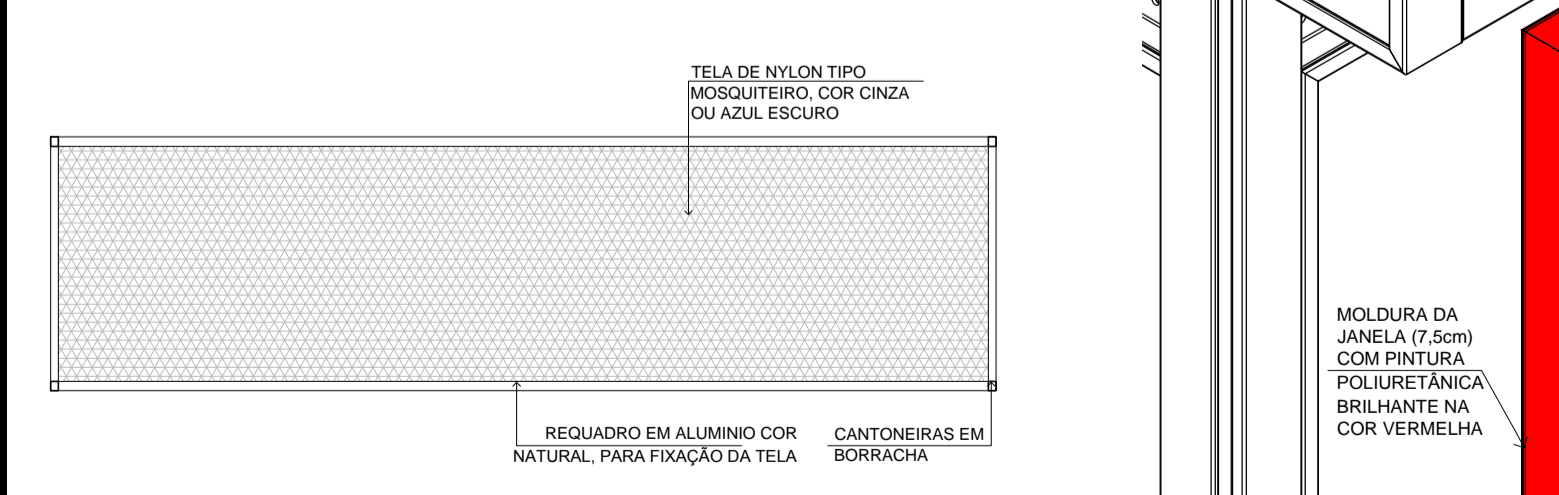 TELA DE NYLON TIPO
MOSQUITEIRO, COR CINZA
OU AZUL ESCURO
REQUADRO EM ALUMINIO COR
NATURAL, PARA FIXAÇÃO DA TELA
CANTONEIRAS EM
BORRACHA
MOLDURA DA
JANELA (7,5cm)
COM PINTURA
POLIURETÂNICA
BRILHANTE NA
COR VERMELHA